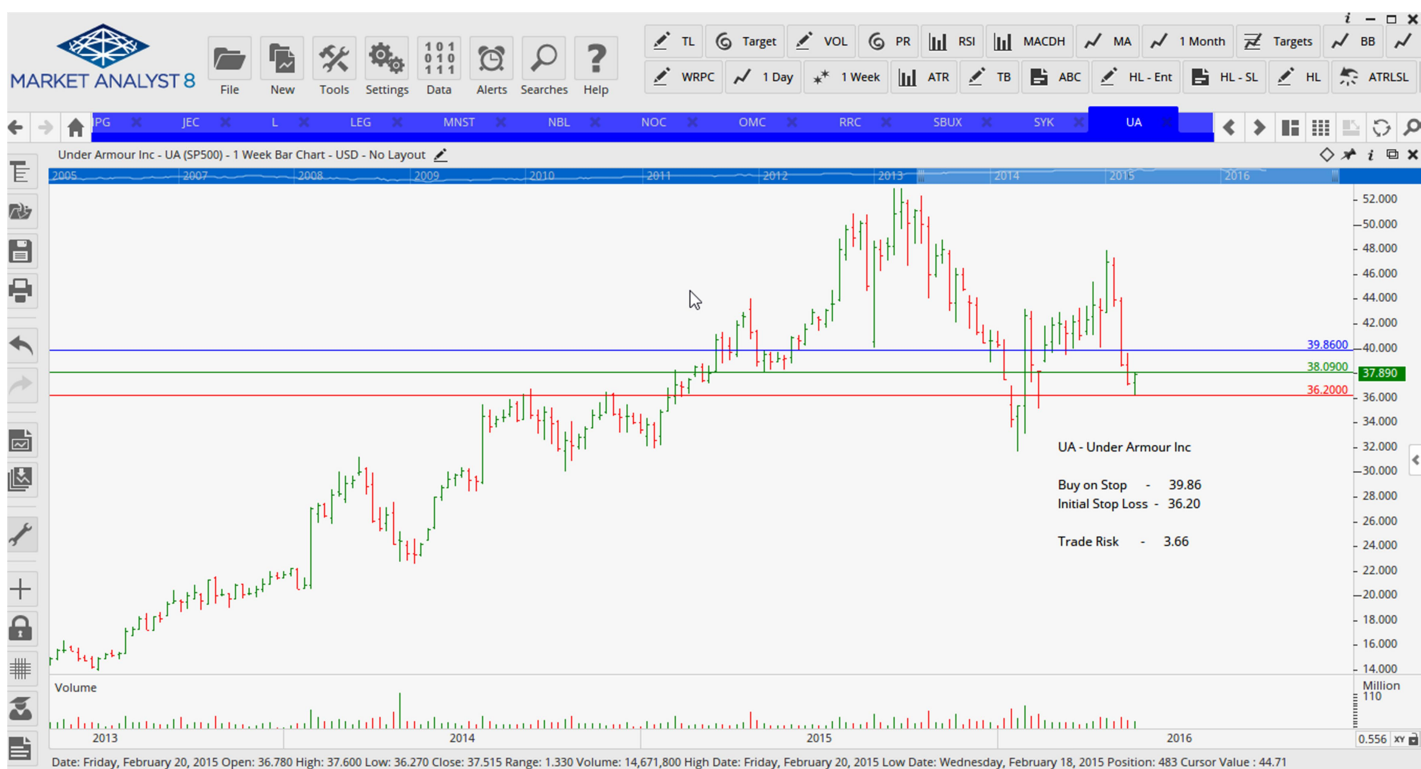 MARKET ANALYST 8
File New Tools Settings 101 010 111 Data Alerts Searches ? Help
TL Target VOL PR RSI MACDH MA 1 Month Targets BB
WRPC 1 Day 1 Week ATR TB ABC HL - Ent HL - SL HL ATRLSL
JPG JEC L LEG MNST NBL NOC OMC RRC SBUX SYK UA
Under Armour Inc - UA (SP500) - 1 Week Bar Chart - USD - No Layout
2005 2007 2008 2009 2010 2011 2012 2013 2014 2015 2016
52.000
50.000
48.000
46.000
44.000
42.000
39.8600
40.000
38.0900
37.890
36.2000
36.000
34.000
32.000
30.000
28.000
26.000
24.000
22.000
20.000
18.000
16.000
14.000
UA - Under Armour Inc
Buy on Stop - 39.86
Initial Stop Loss - 36.20
Trade Risk - 3.66
Volume
Million
110
2013 2014 2015 2016
0.556 XY
Date: Friday, February 20, 2015 Open: 36.780 High: 37.600 Low: 36.270 Close: 37.515 Range: 1.330 Volume: 14,671,800 High Date: Friday, February 20, 2015 Low Date: Wednesday, February 18, 2015 Position: 483 Cursor Value : 44.71